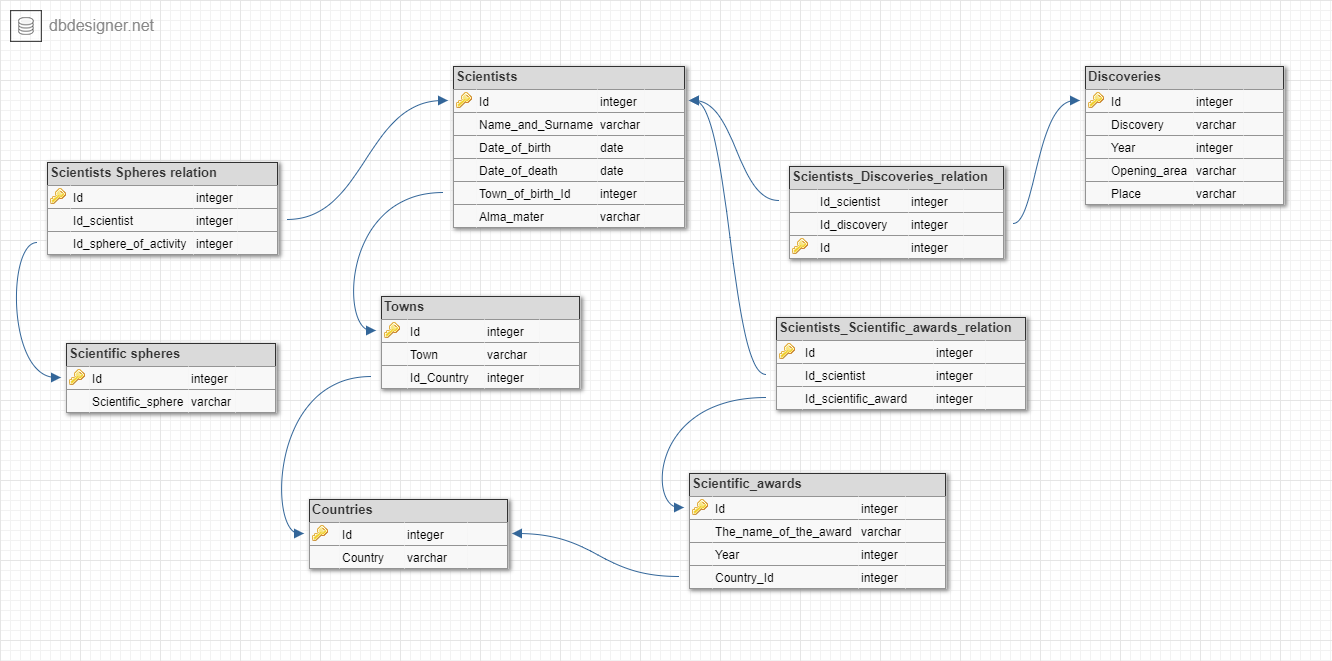 dbdesigner.net
Scientists
Id integer
Name_and_Surname varchar
Date_of_birth date
Date_of_death date
Town_of_birth_Id integer
Alma_mater varchar
Discoveries
Id integer
Discovery varchar
Year integer
Opening_area varchar
Place varchar
Scientists Spheres relation
Id integer
Id_scientist integer
Id_sphere_of_activity integer
Scientists_Discoveries_relation
Id_scientist integer
Id_discovery integer
Id integer
Towns
Id integer
Town varchar
Id_Country integer
Scientists_Scientific_awards_relation
Id integer
Id_scientist integer
Id_scientific_award integer
Scientific spheres
Id integer
Scientific_sphere varchar
Scientific_awards
Id integer
The_name_of_the_award varchar
Year integer
Country_Id integer
Countries
Id integer
Country varchar